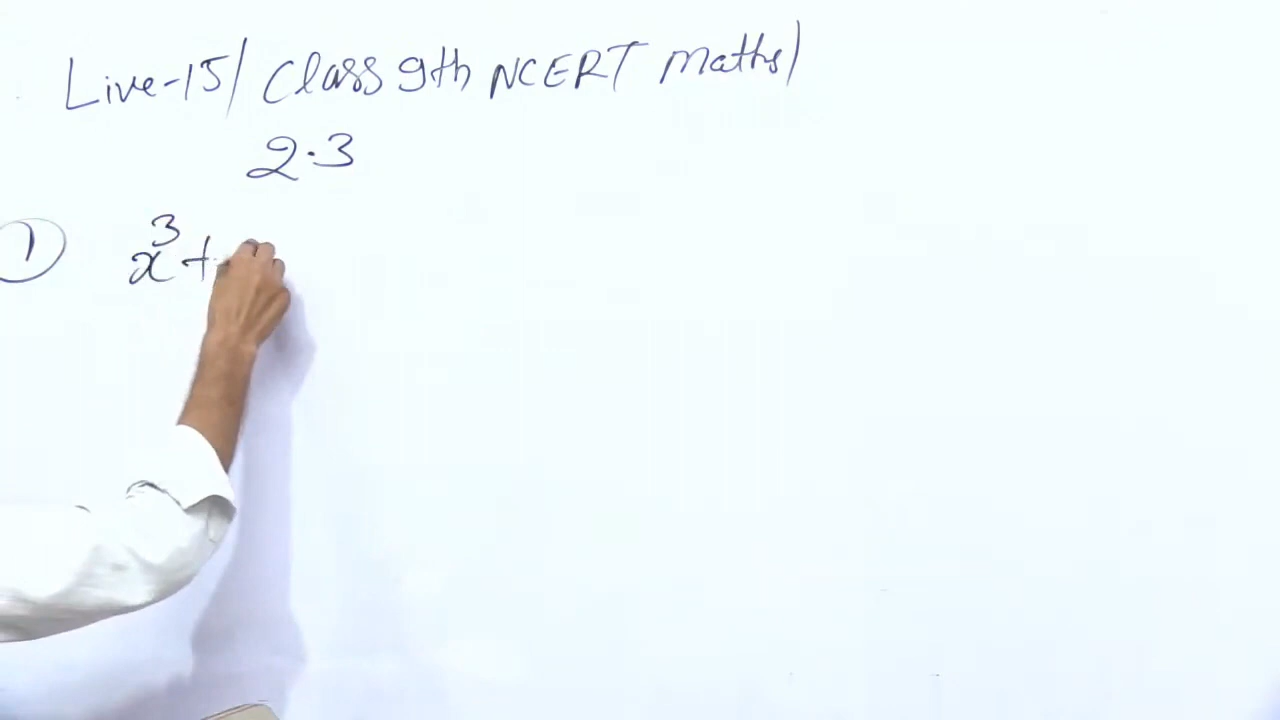 Live-15/ Class 9th NCERT Maths/
2.3
1 x³ +